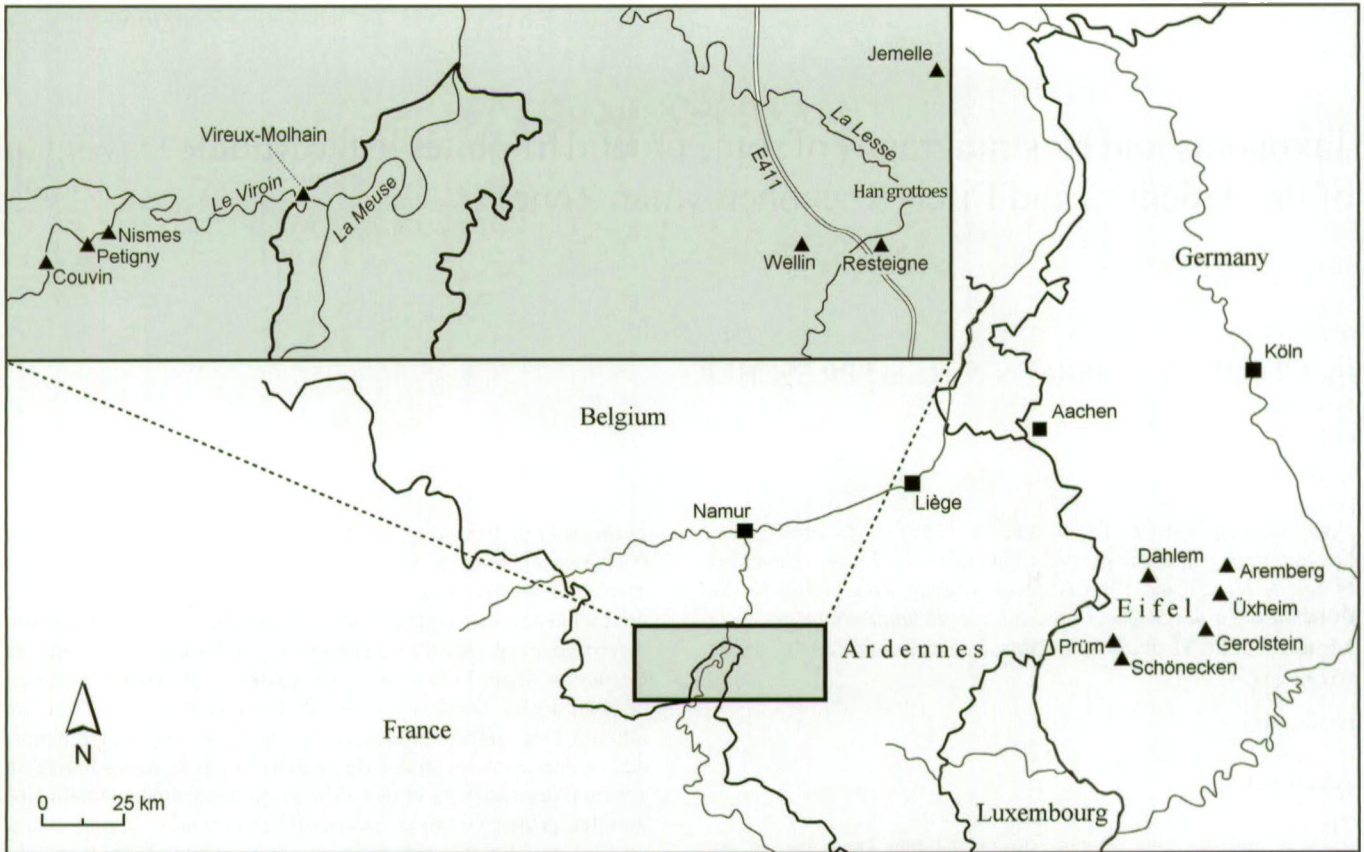 Jemelle
Vireux-Molhain
La Lesse
Le Viroin
La Meuse
E411
Han grottoes
Nismes
Petigny
Couvin
Wellin
Resteigne
Germany
Köln
Belgium
Aachen
Liège
Namur
Dahlem
Aremberg
Eifel
Üxheim
Ardennes
Prüm
Gerolstein
Schönecken
France
N
0 25 km
Luxembourg